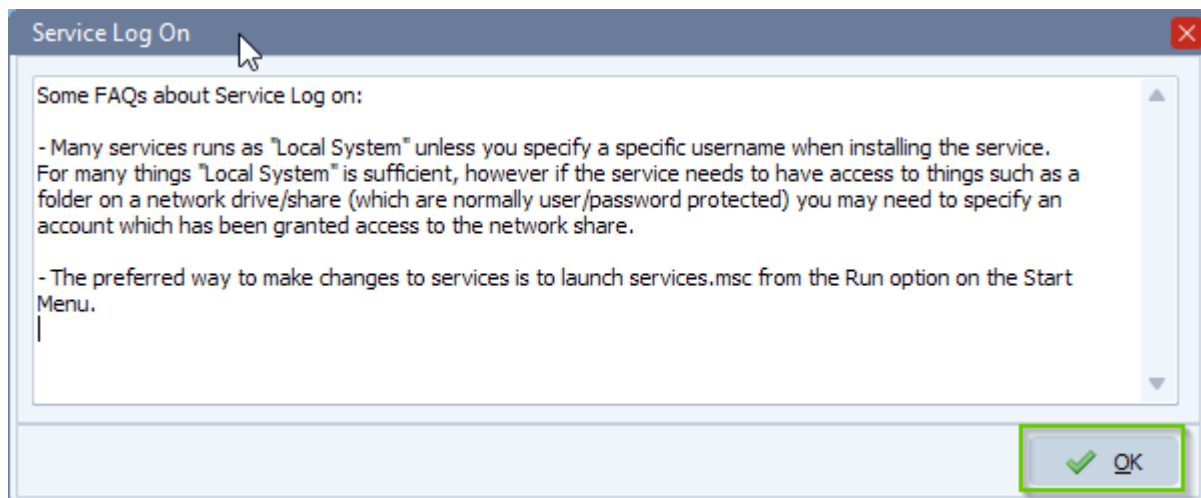 Service Log On
Some FAQs about Service Log on:
- Many services runs as "Local System" unless you specify a specific username when installing the service.
For many things "Local System" is sufficient, however if the service needs to have access to things such as a
folder on a network drive/share (which are normally user/password protected) you may need to specify an
account which has been granted access to the network share.
- The preferred way to make changes to services is to launch services.msc from the Run option on the Start
Menu.
OK